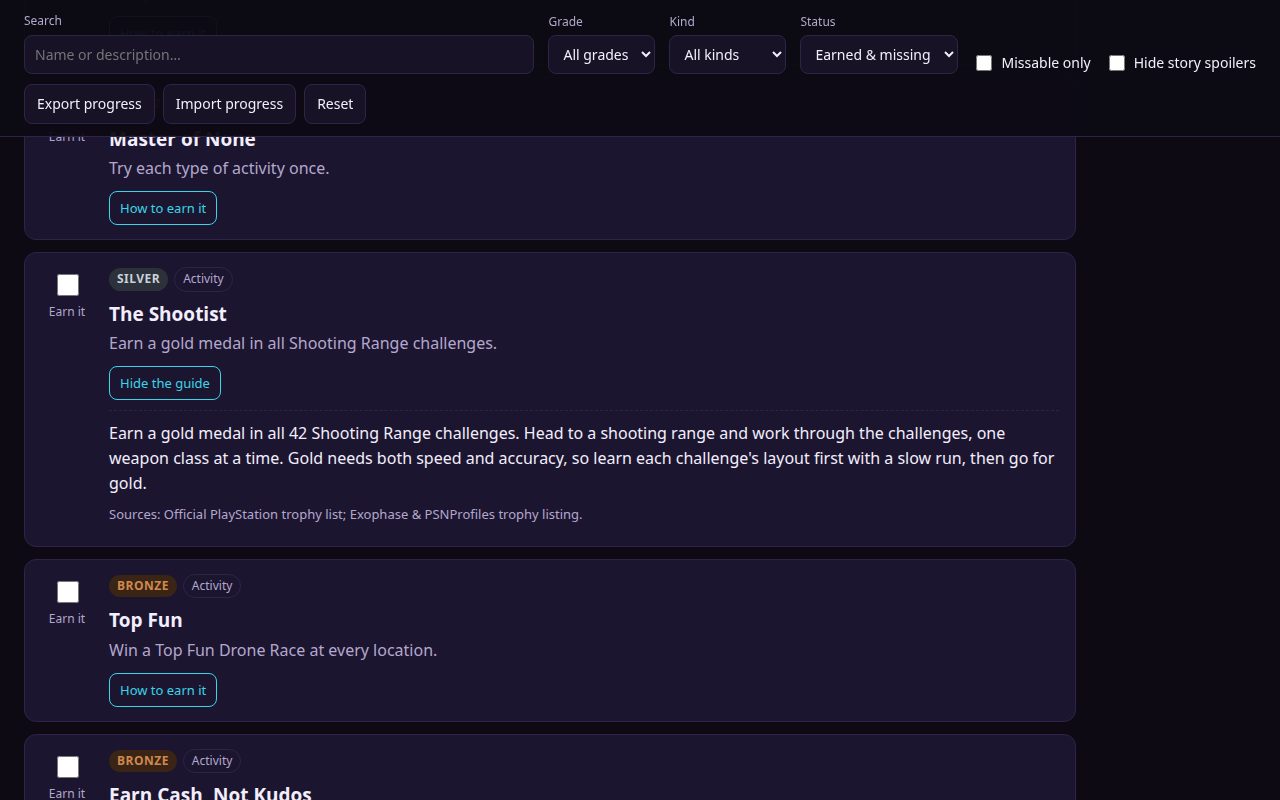 Search
Grade
Kind
Status
Name or description...
All grades
All kinds
Earned & missing
Missable only
Hide story spoilers
Export progress
Import progress
Reset
Earn it
Master of None
Try each type of activity once.
How to earn it
SILVER
Activity
Earn it
The Shootist
Earn a gold medal in all Shooting Range challenges.
Hide the guide
Earn a gold medal in all 42 Shooting Range challenges. Head to a shooting range and work through the challenges, one
weapon class at a time. Gold needs both speed and accuracy, so learn each challenge's layout first with a slow run, then go for
gold.
Sources: Official PlayStation trophy list; Exophase & PSNProfiles trophy listing.
BRONZE
Activity
Earn it
Top Fun
Win a Top Fun Drone Race at every location.
How to earn it
BRONZE
Activity
Earn it
Earn Cash, Not Kudos